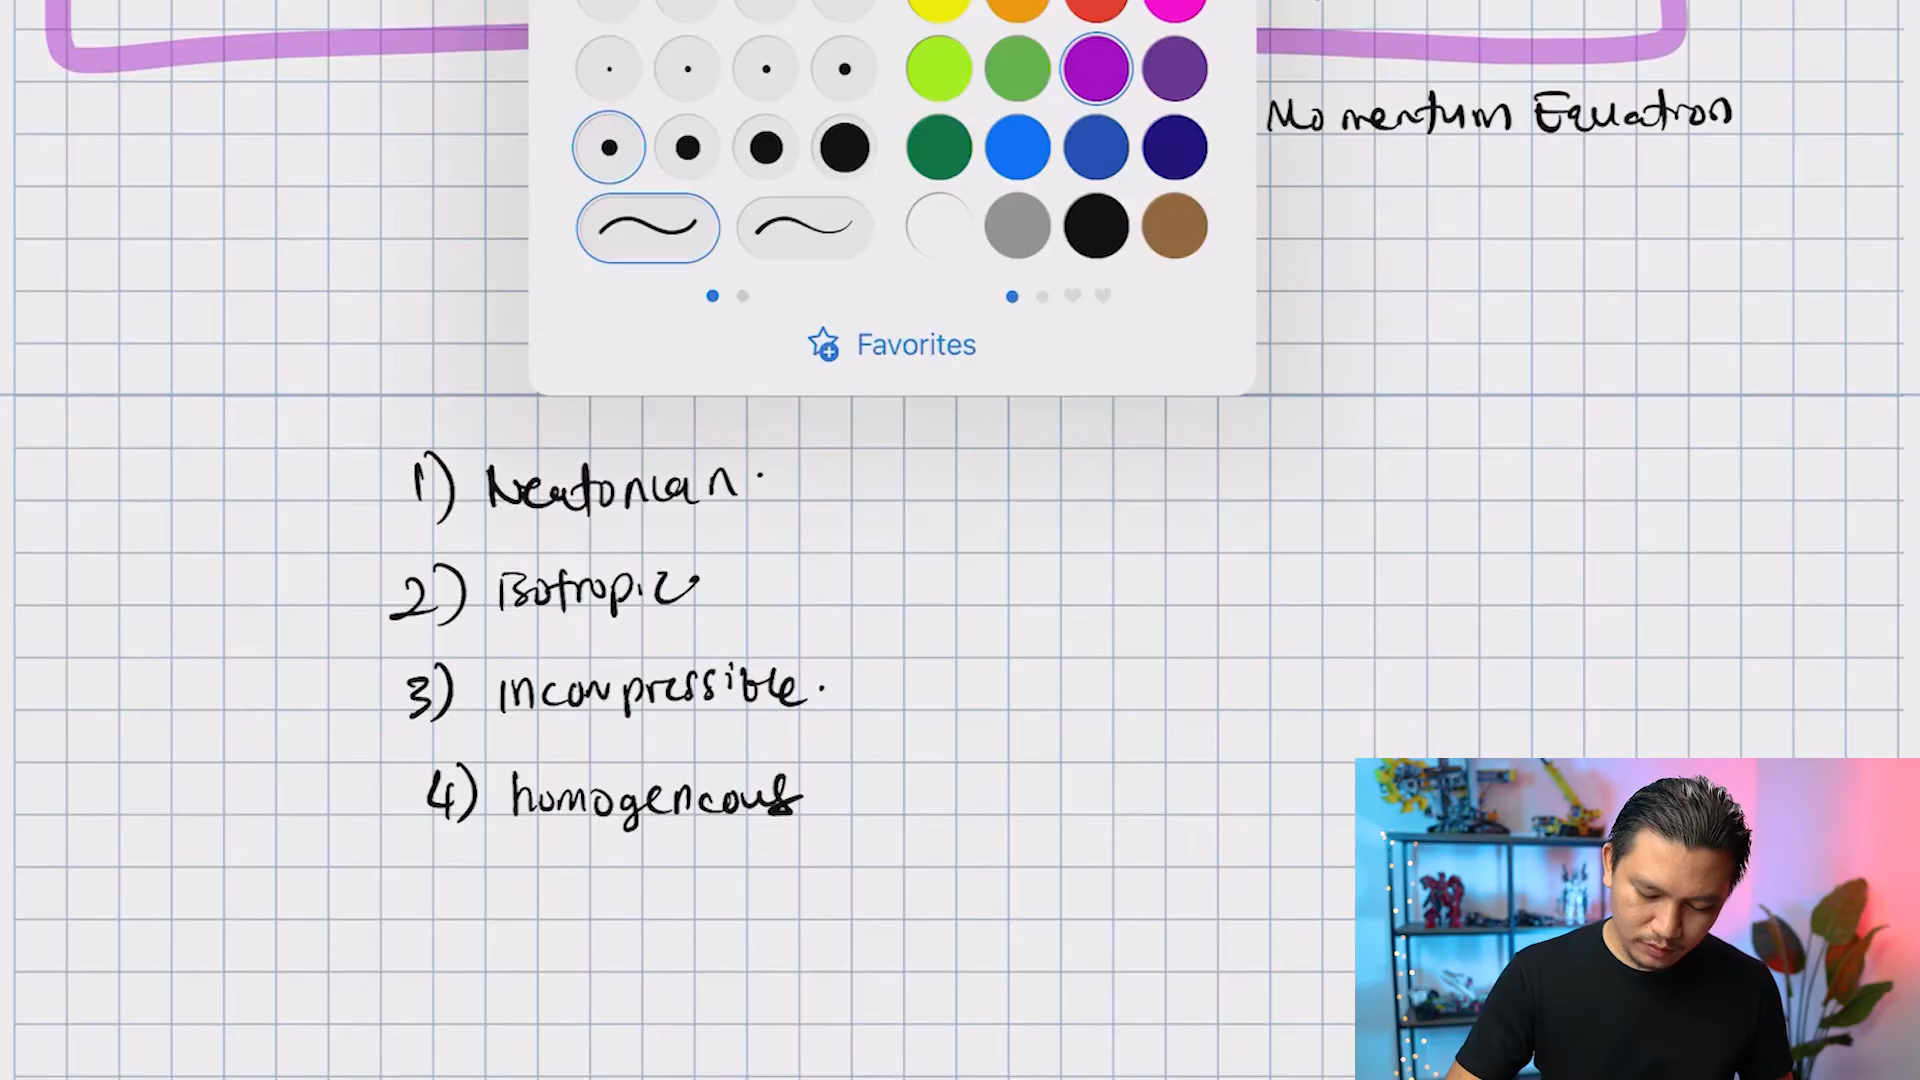 Momentum Equation
Favorites
1) Newtonian.
2) Isotropic
3) incompressible.
4) homogeneous